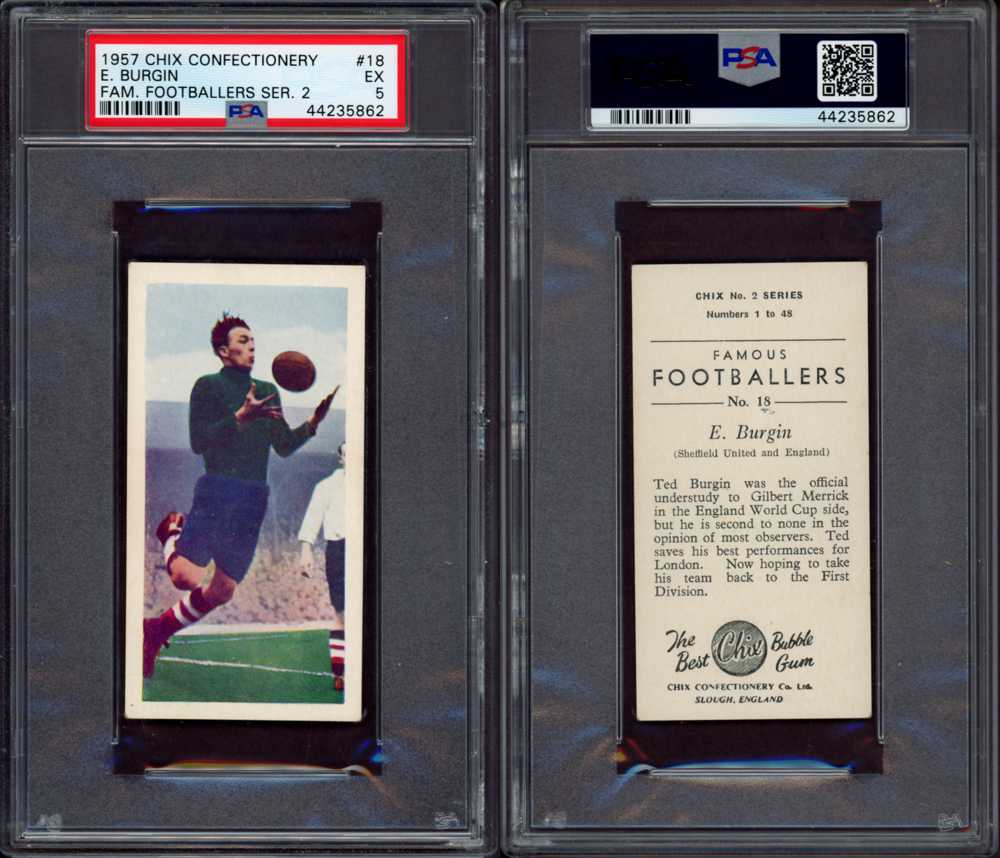 1957 CHIX CONFECTIONERY #18
E. BURGIN EX
FAM. FOOTBALLERS SER. 2 5
PSA 44235862
PSA
44235862
CHIX No. 2 SERIES
Numbers 1 to 48
FAMOUS
FOOTBALLERS
No. 18
E. Burgin
(Sheffield United and England)
Ted Burgin was the official
understudy to Gilbert Merrick
in the England World Cup side,
but he is second to none in the
opinion of most observers. Ted
saves his best performances for
London. Now hoping to take
his team back to the First
Division.
The Best Chix Bubble Gum
CHIX CONFECTIONERY Co. Ltd.
SLOUGH, ENGLAND